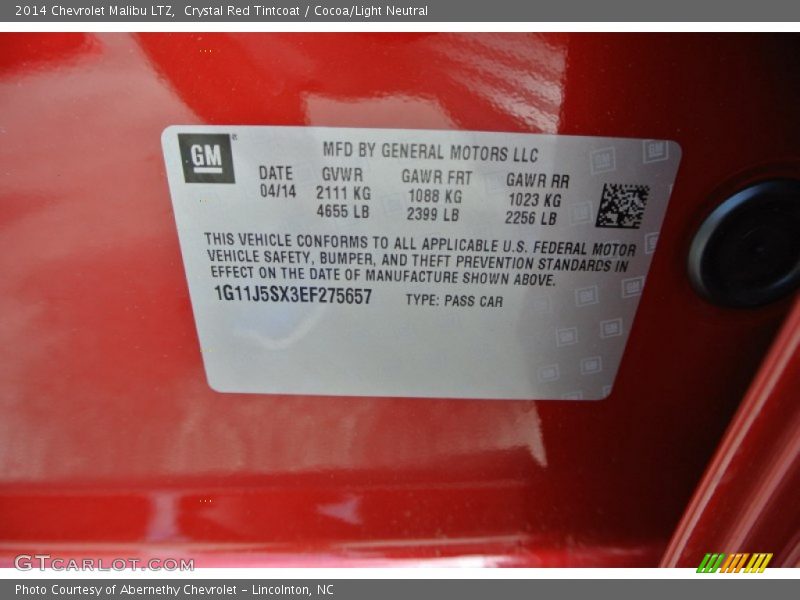 2014 Chevrolet Malibu LTZ, Crystal Red Tintcoat / Cocoa/Light Neutral
GM
MFD BY GENERAL MOTORS LLC
DATE GVWR GAWR FRT GAWR RR
04/14 2111 KG 1088 KG 1023 KG
4655 LB 2399 LB 2256 LB
THIS VEHICLE CONFORMS TO ALL APPLICABLE U.S. FEDERAL MOTOR
VEHICLE SAFETY, BUMPER, AND THEFT PREVENTION STANDARDS IN
EFFECT ON THE DATE OF MANUFACTURE SHOWN ABOVE.
1G11J5SX3EF275657 TYPE: PASS CAR
GTCARLOT.COM
Photo Courtesy of Abernethy Chevrolet - Lincolnton, NC